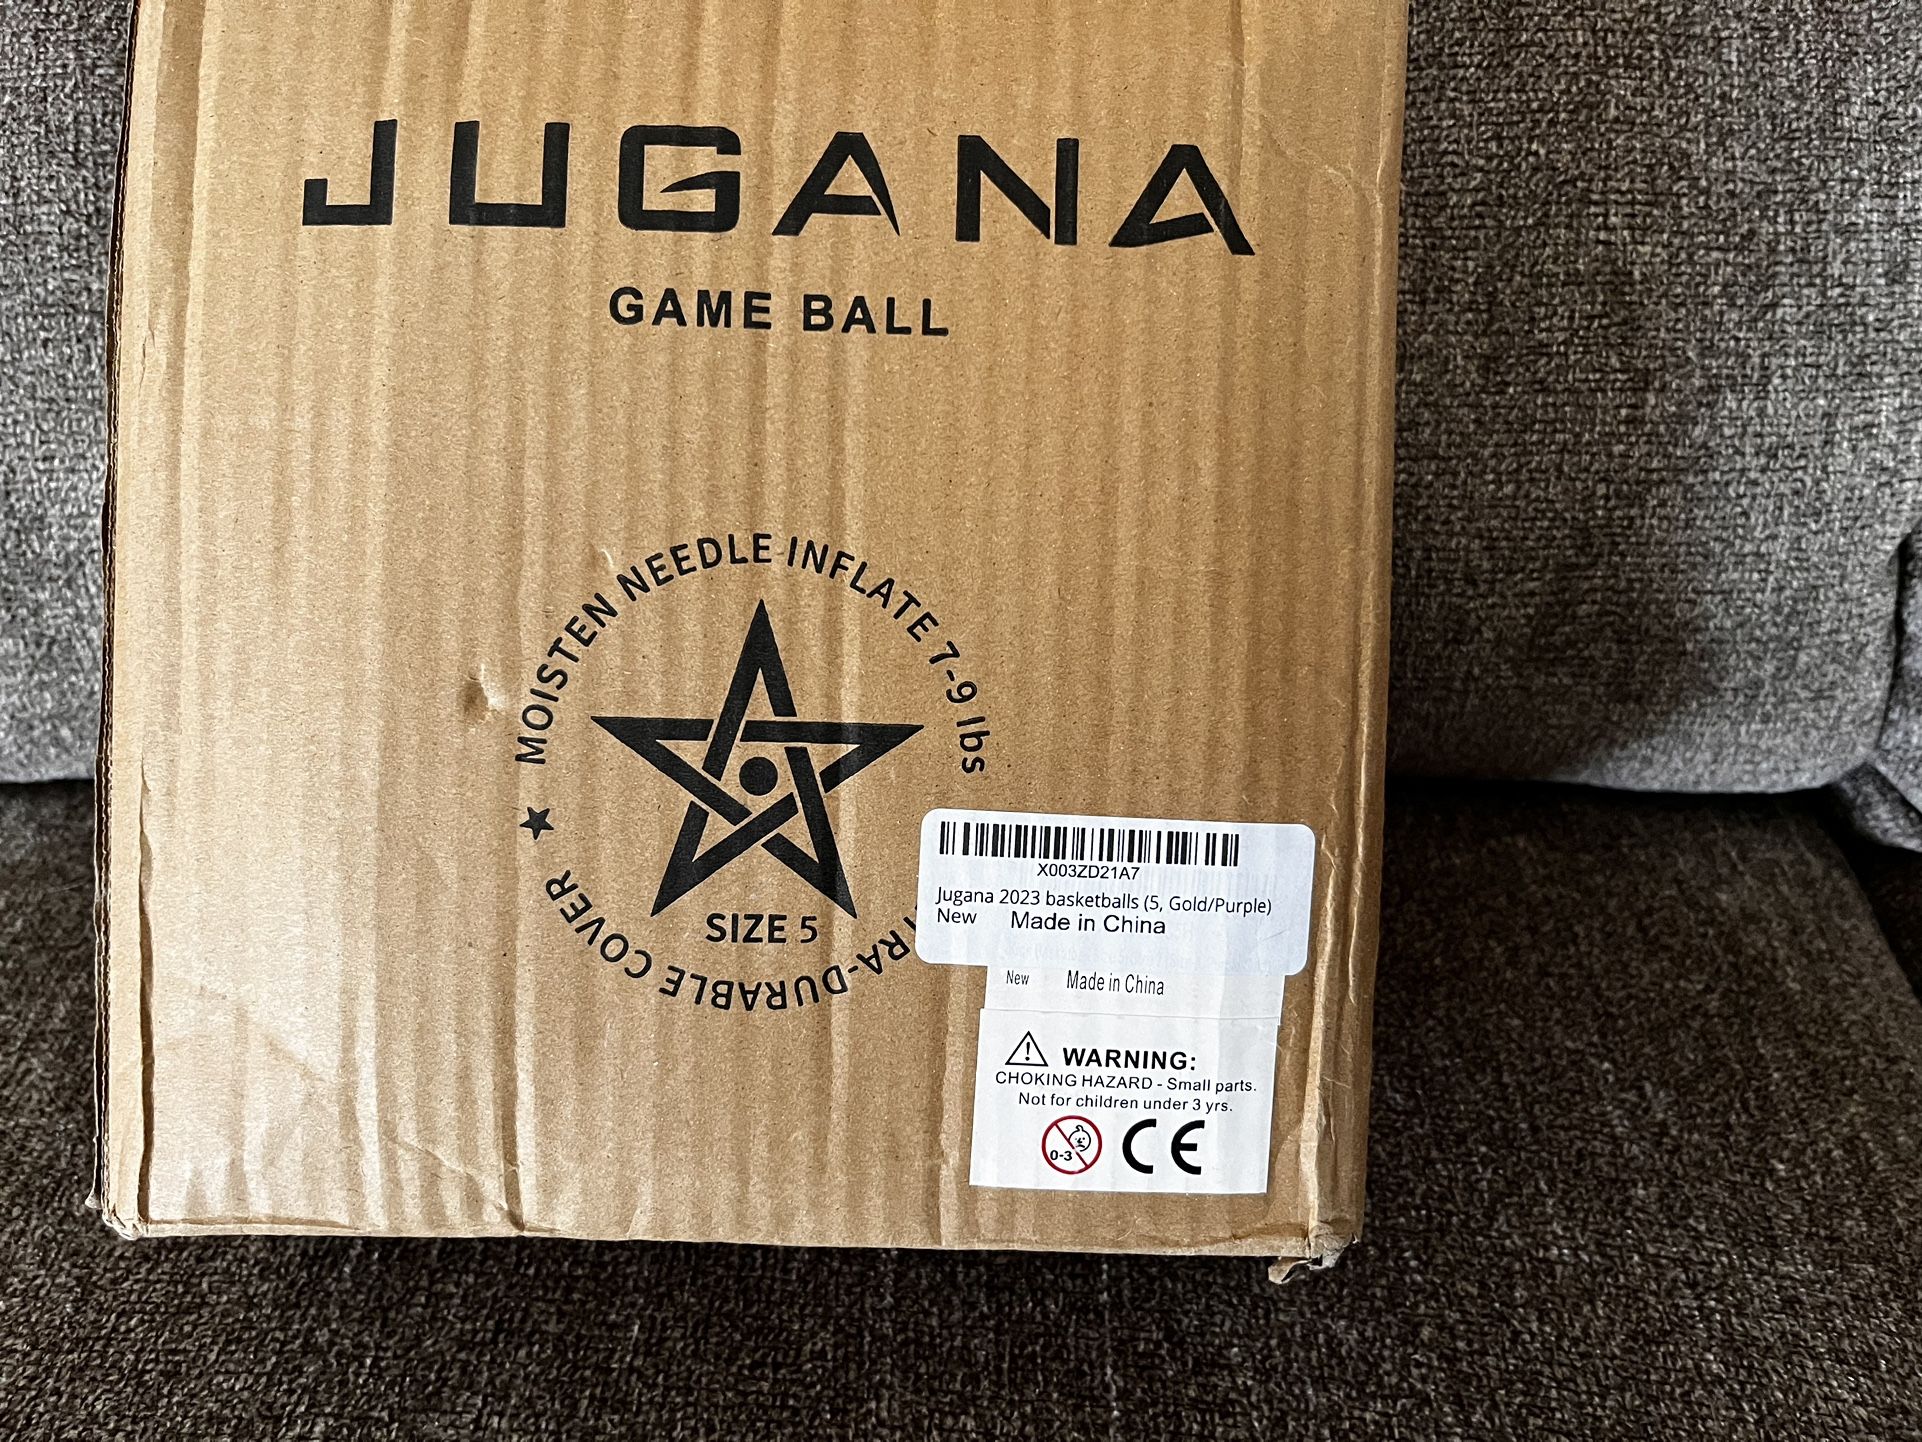 JUGANA
GAME BALL
MOISTEN NEEDLE INFLATE 7-9 lbs
TRA-DURABLE COVER
SIZE 5
X003ZD21A7
Jugana 2023 basketballs (5, Gold/Purple)
New Made in China
New Made in China
WARNING:
CHOKING HAZARD - Small parts.
Not for children under 3 yrs.
0-3 CE